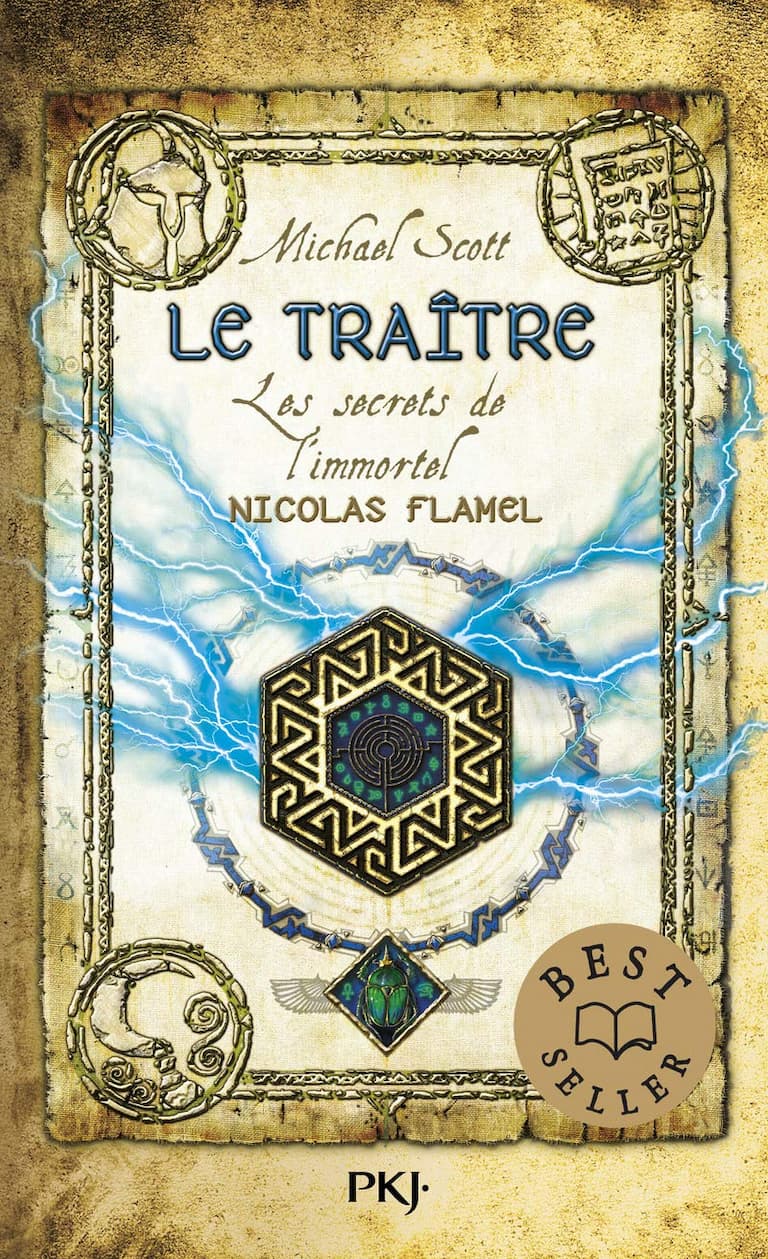 Michael Scott
LE TRAÎTRE
Les secrets de
l'immortel
NICOLAS FLAMEL
BEST
SELLER
PKJ.